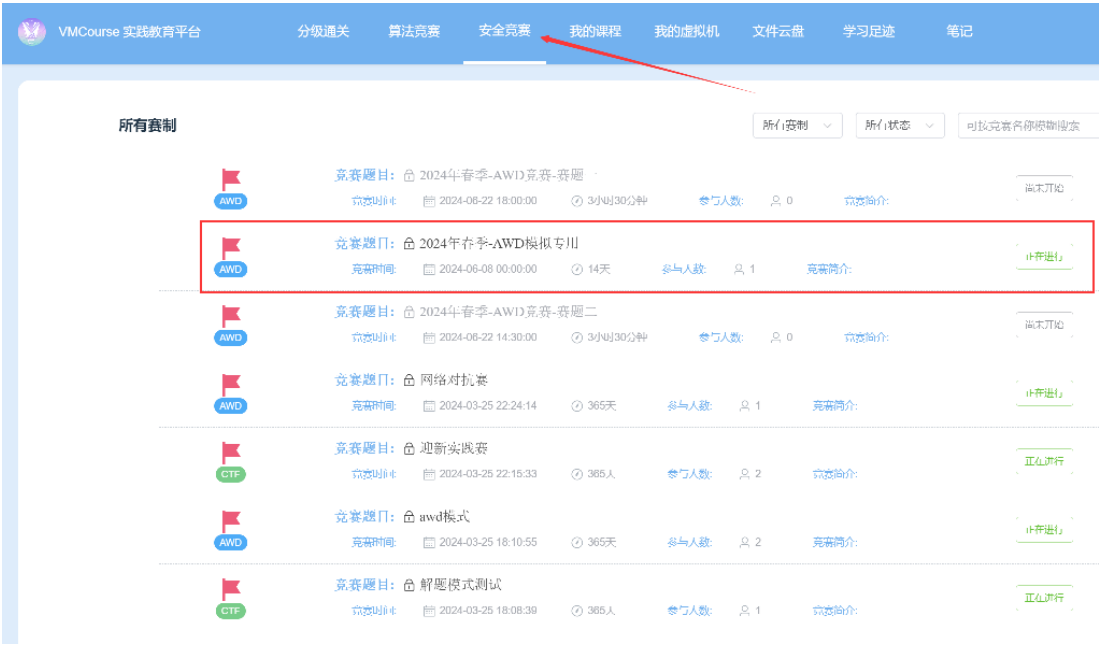 VMCourse 实践教育平台 分级通关 算法竞赛 安全竞赛 我的课程 我的虚拟机 文件云盘 学习足迹 笔记
所有赛制 所有赛制 所有状态 可按竞赛名称模糊搜索
竞赛题目: 2024年春季-AWD竞赛-赛题一
AWD 竞赛时间: 2024-06-22 18:00:00 3小时30分钟 参与人数: 0 竞赛简介: 尚未开始
竞赛题目: 2024年春季-AWD模拟专用
AWD 竞赛时间: 2024-06-08 00:00:00 14天 参与人数: 1 竞赛简介: 正在进行
竞赛题目: 2024年春季-AWD竞赛-赛题二
AWD 竞赛时间: 2024-06-22 14:30:00 3小时30分钟 参与人数: 0 竞赛简介: 尚未开始
竞赛题目: 网络对抗赛
AWD 竞赛时间: 2024-03-25 22:24:14 365天 参与人数: 1 竞赛简介: 正在进行
竞赛题目: 迎新实践赛
CTF 竞赛时间: 2024-03-25 22:15:33 365天 参与人数: 2 竞赛简介: 正在进行
竞赛题目: awd模式
AWD 竞赛时间: 2024-03-25 18:10:55 365天 参与人数: 2 竞赛简介: 正在进行
竞赛题目: 解题模式测试
CTF 竞赛时间: 2024-03-25 18:08:39 365天 参与人数: 1 竞赛简介: 正在进行